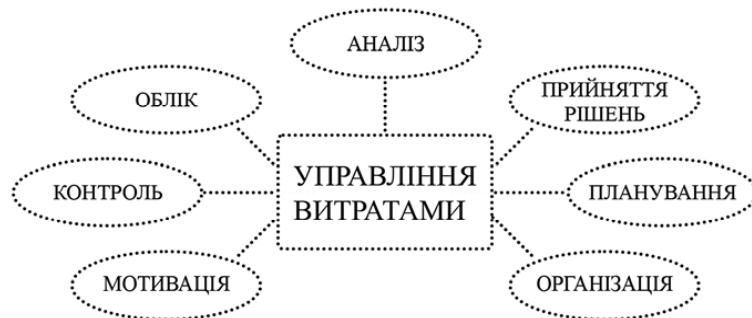 АНАЛІЗ
ОБЛІК
ПРИЙНЯТТЯ
РІШЕНЬ
УПРАВЛІННЯ
ВИТРАТАМИ
КОНТРОЛЬ
ПЛАНУВАННЯ
МОТИВАЦІЯ
ОРГАНІЗАЦІЯ